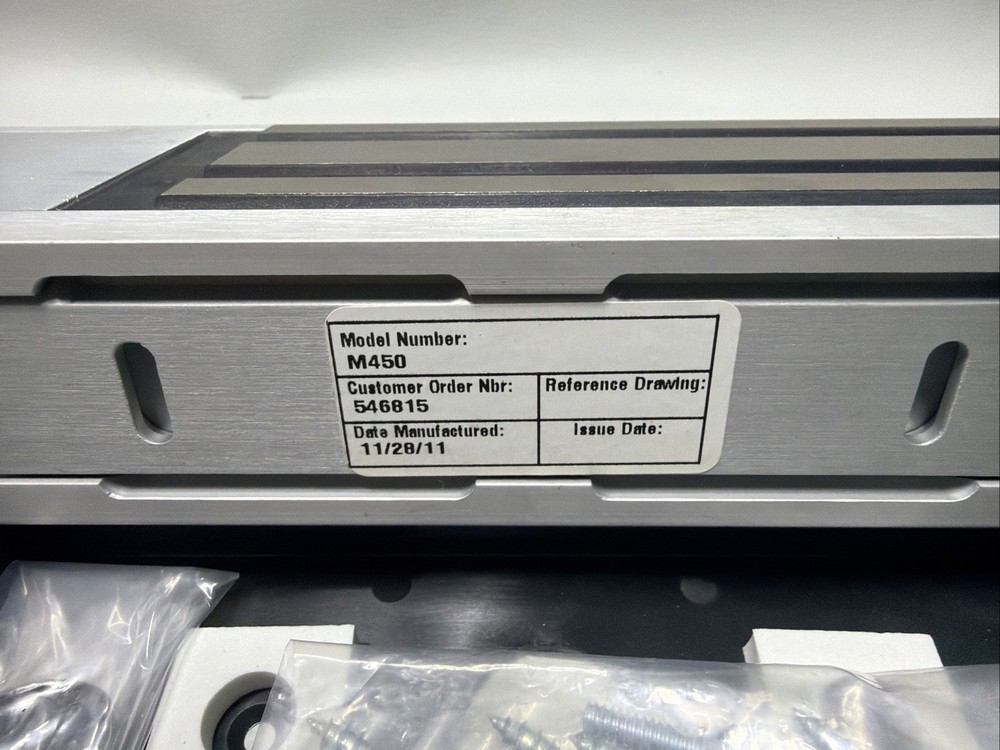 Model Number:
M450
Customer Order Nbr:
546815
Reference Drawing:
Date Manufactured:
11/28/11
Issue Date: